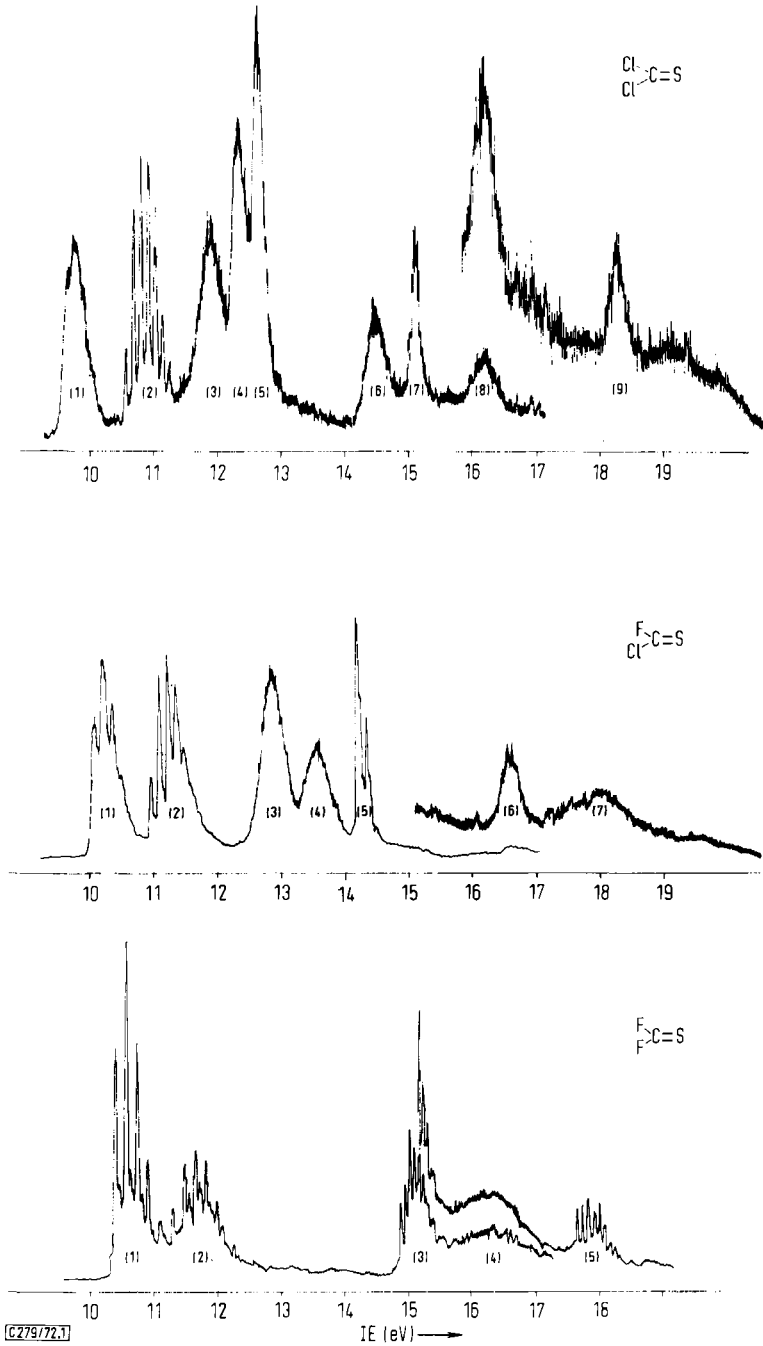 Cl
Cl C=S
(1) (2) (3) (4) (5) (6) (7) (8) (9)
10 11 12 13 14 15 16 17 18 19
F
Cl C=S
(1) (2) (3) (4) (5) (6) (7)
10 11 12 13 14 15 16 17 18 19
F
F C=S
(1) (2) (3) (4) (5)
10 11 12 13 14 15 16 17 18
C279/72.1
IE (eV)